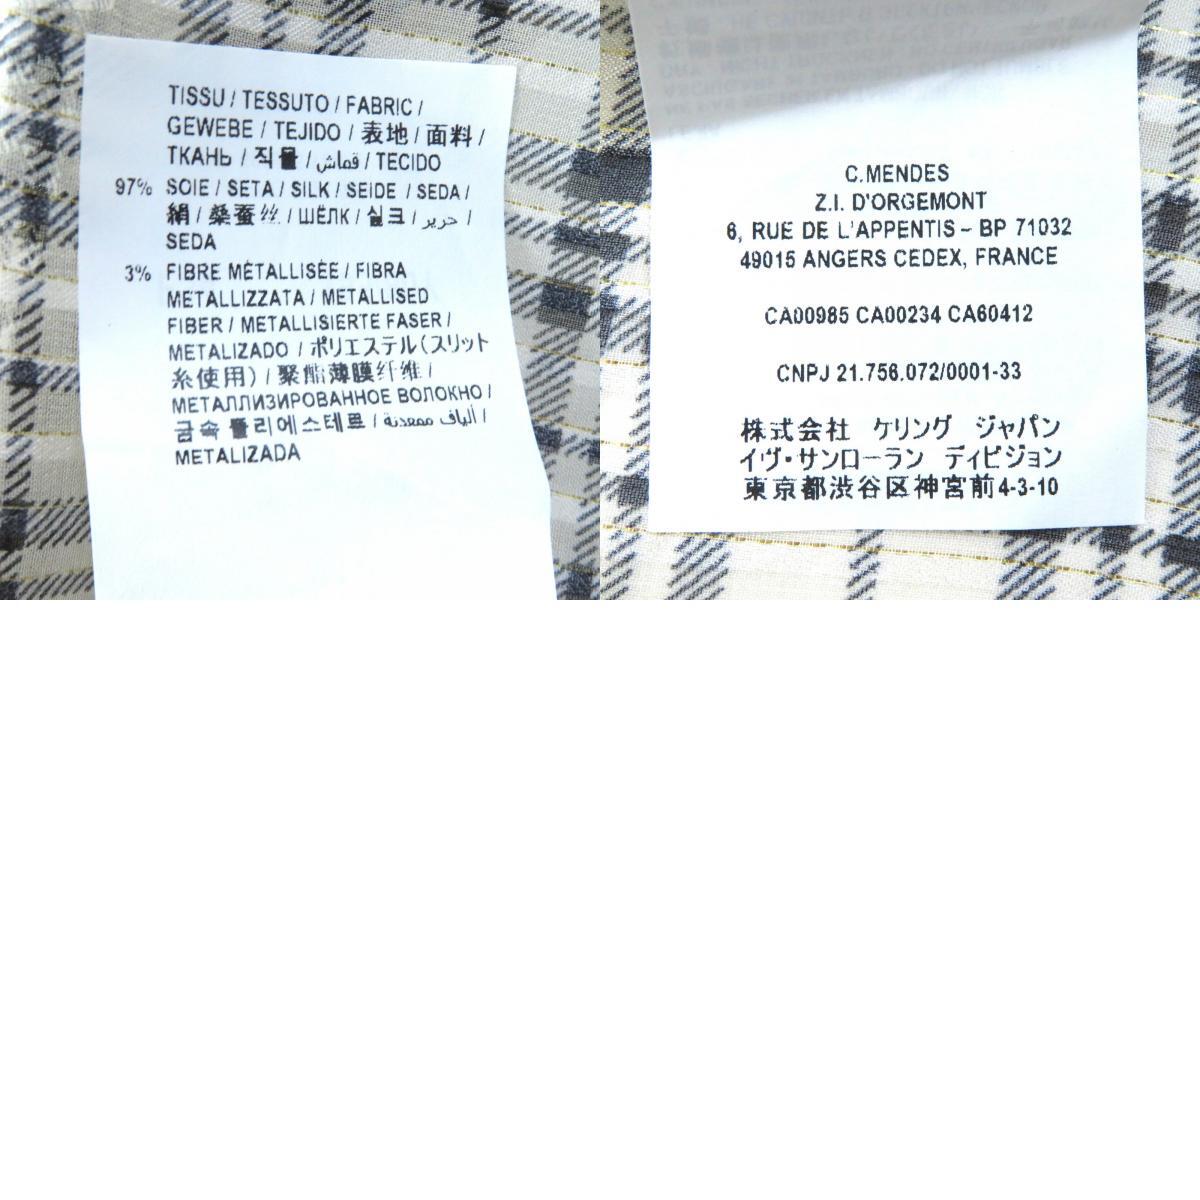 TISSU / TESSUTO / FABRIC /
GEWEBE / TEJIDO / 表地 / 面料 /
ТКАНЬ / 직물 / قماش / TECIDO
97% SOIE / SETA / SILK / SEIDE / SEDA /
絹 / 桑蚕丝 / ШЁЛК / 실크 / حرير /
SEDA
3% FIBRE MÉTALLISÉE / FIBRA
METALLIZZATA / METALLISED
FIBER / METALLISIERTE FASER /
METALIZADO / ポリエステル(スリット
糸使用) / 聚酯薄膜纤维 /
МЕТАЛЛИЗИРОВАННОЕ ВОЛОКНО /
금속 폴리에스테르 / ألياف ممعدنة /
METALIZADA
C.MENDES
Z.I. D'ORGEMONT
6, RUE DE L'APPENTIS – BP 71032
49015 ANGERS CEDEX, FRANCE
CA00985 CA00234 CA60412
CNPJ 21.756.072/0001-33
株式会社 ケリング ジャパン
イヴ・サンローラン ディビジョン
東京都渋谷区神宮前4-3-10